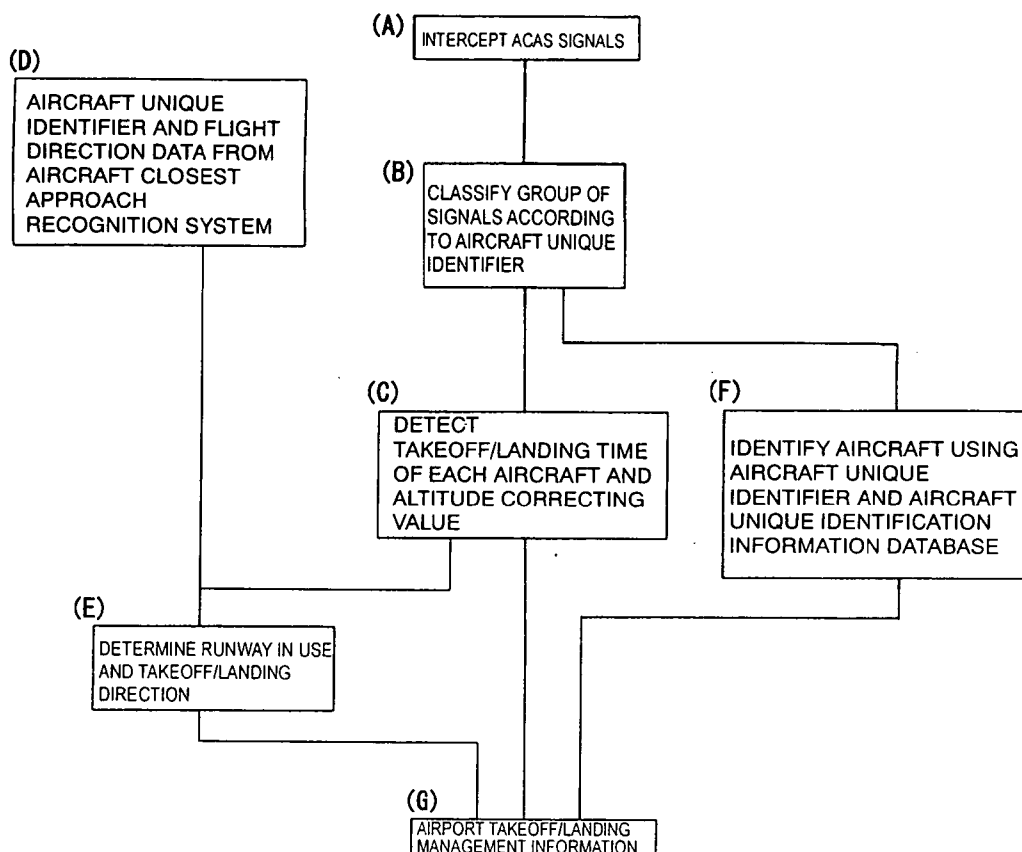 (A)
INTERCEPT ACAS SIGNALS
(D)
AIRCRAFT UNIQUE
IDENTIFIER AND FLIGHT
DIRECTION DATA FROM
AIRCRAFT CLOSEST
APPROACH
RECOGNITION SYSTEM
(B)
CLASSIFY GROUP OF
SIGNALS ACCORDING
TO AIRCRAFT UNIQUE
IDENTIFIER
(C)
DETECT
TAKEOFF/LANDING TIME
OF EACH AIRCRAFT AND
ALTITUDE CORRECTING
VALUE
(F)
IDENTIFY AIRCRAFT USING
AIRCRAFT UNIQUE
IDENTIFIER AND AIRCRAFT
UNIQUE IDENTIFICATION
INFORMATION DATABASE
(E)
DETERMINE RUNWAY IN USE
AND TAKEOFF/LANDING
DIRECTION
(G)
AIRPORT TAKEOFF/LANDING
MANAGEMENT INFORMATION